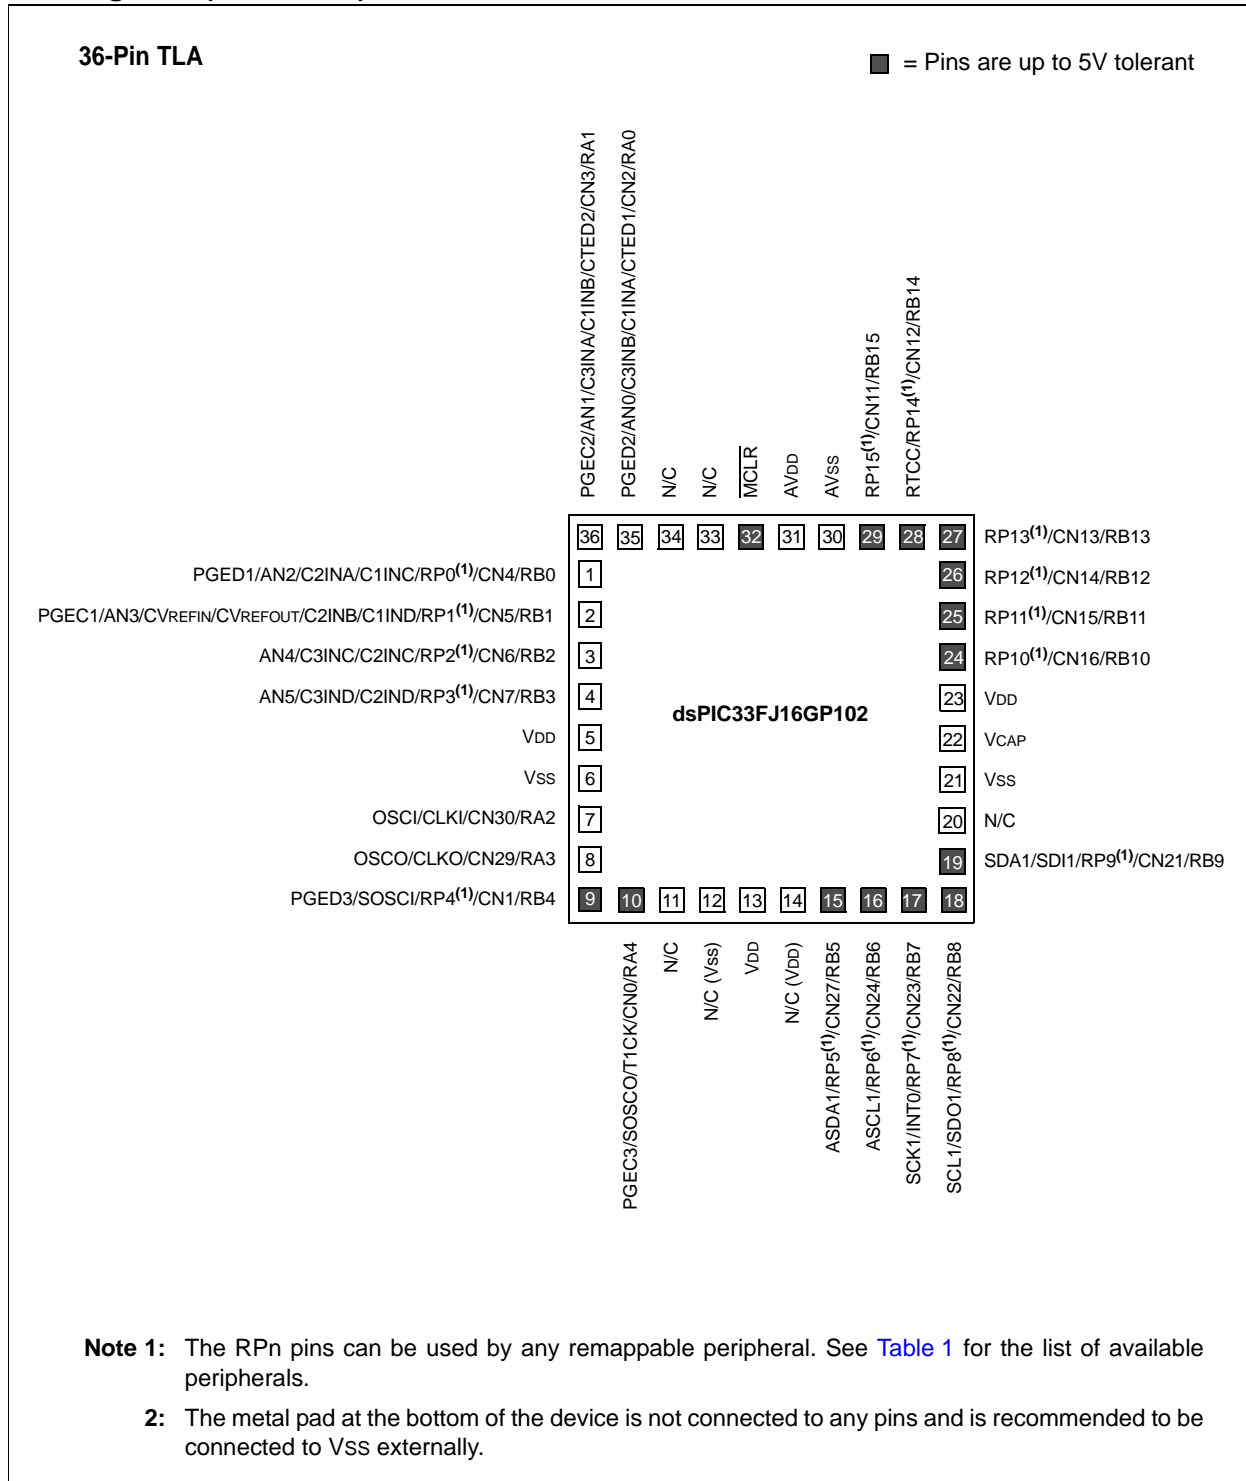 36-Pin TLA
= Pins are up to 5V tolerant
PGEC2/AN1/C3INA/C1INB/CTED2/CN3/RA1
PGED2/AN0/C3INB/C1INA/CTED1/CN2/RA0
N/C
N/C
MCLR
AVDD
AVSS
RP15(1)/CN11/RB15
RTCC/RP14(1)/CN12/RB14
36 35 34 33 32 31 30 29 28 27 RP13(1)/CN13/RB13
PGED1/AN2/C2INA/C1INC/RP0(1)/CN4/RB0 1 26 RP12(1)/CN14/RB12
PGEC1/AN3/CVREFIN/CVREFOUT/C2INB/C1IND/RP1(1)/CN5/RB1 2 25 RP11(1)/CN15/RB11
AN4/C3INC/C2INC/RP2(1)/CN6/RB2 3 24 RP10(1)/CN16/RB10
AN5/C3IND/C2IND/RP3(1)/CN7/RB3 4 23 VDD
dsPIC33FJ16GP102
VDD 5 22 VCAP
VSS 6 21 VSS
OSCI/CLKI/CN30/RA2 7 20 N/C
OSCO/CLKO/CN29/RA3 8 19 SDA1/SDI1/RP9(1)/CN21/RB9
PGED3/SOSCI/RP4(1)/CN1/RB4 9 10 11 12 13 14 15 16 17 18
PGEC3/SOSCO/T1CK/CN0/RA4
N/C
N/C (Vss)
VDD
N/C (VDD)
ASDA1/RP5(1)/CN27/RB5
ASCL1/RP6(1)/CN24/RB6
SCK1/INT0/RP7(1)/CN23/RB7
SCL1/SDO1/RP8(1)/CN22/RB8
Note 1: The RPn pins can be used by any remappable peripheral. See Table 1 for the list of available
peripherals.
2: The metal pad at the bottom of the device is not connected to any pins and is recommended to be
connected to VSS externally.